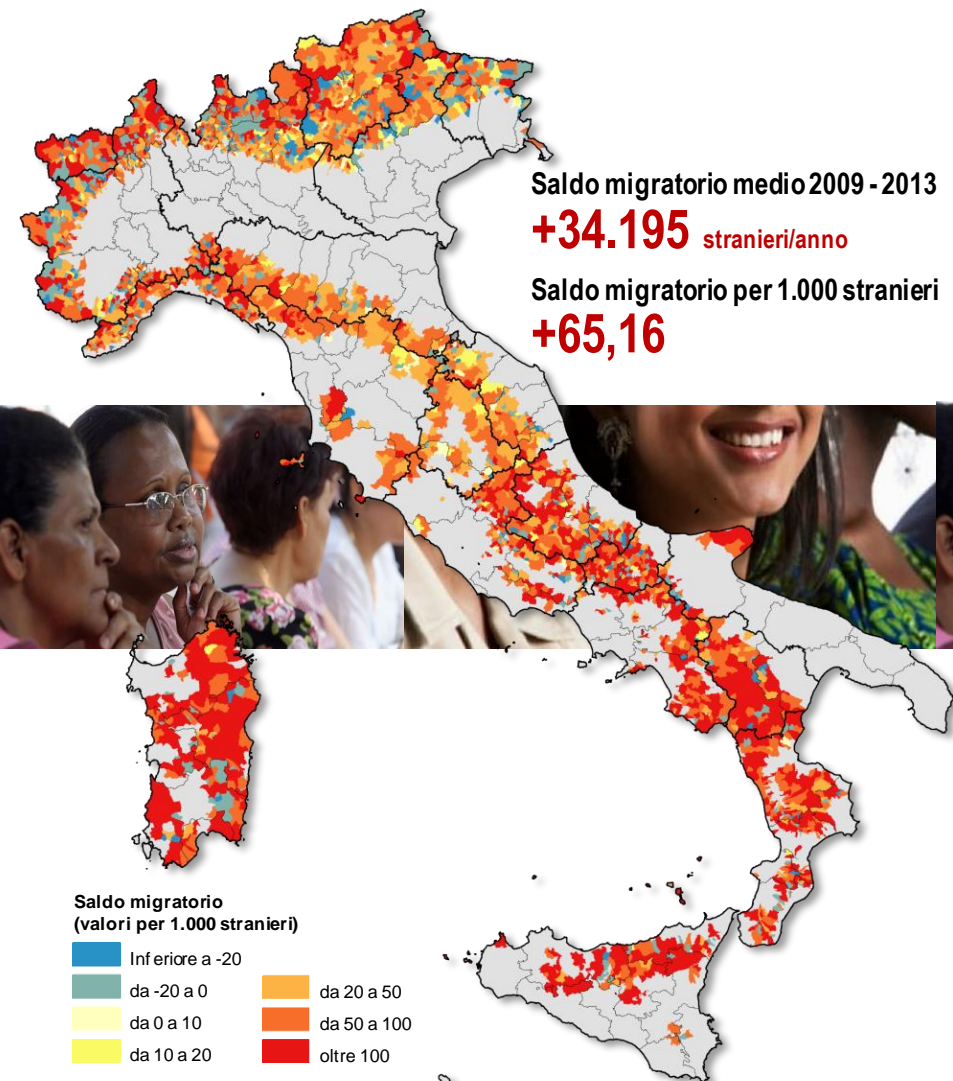 Saldo migratorio medio 2009 - 2013
+34.195 stranieri/anno
Saldo migratorio per 1.000 stranieri
+65,16
Saldo migratorio
(valori per 1.000 stranieri)
Inferiore a -20
da -20 a 0
da 0 a 10
da 10 a 20
da 20 a 50
da 50 a 100
oltre 100